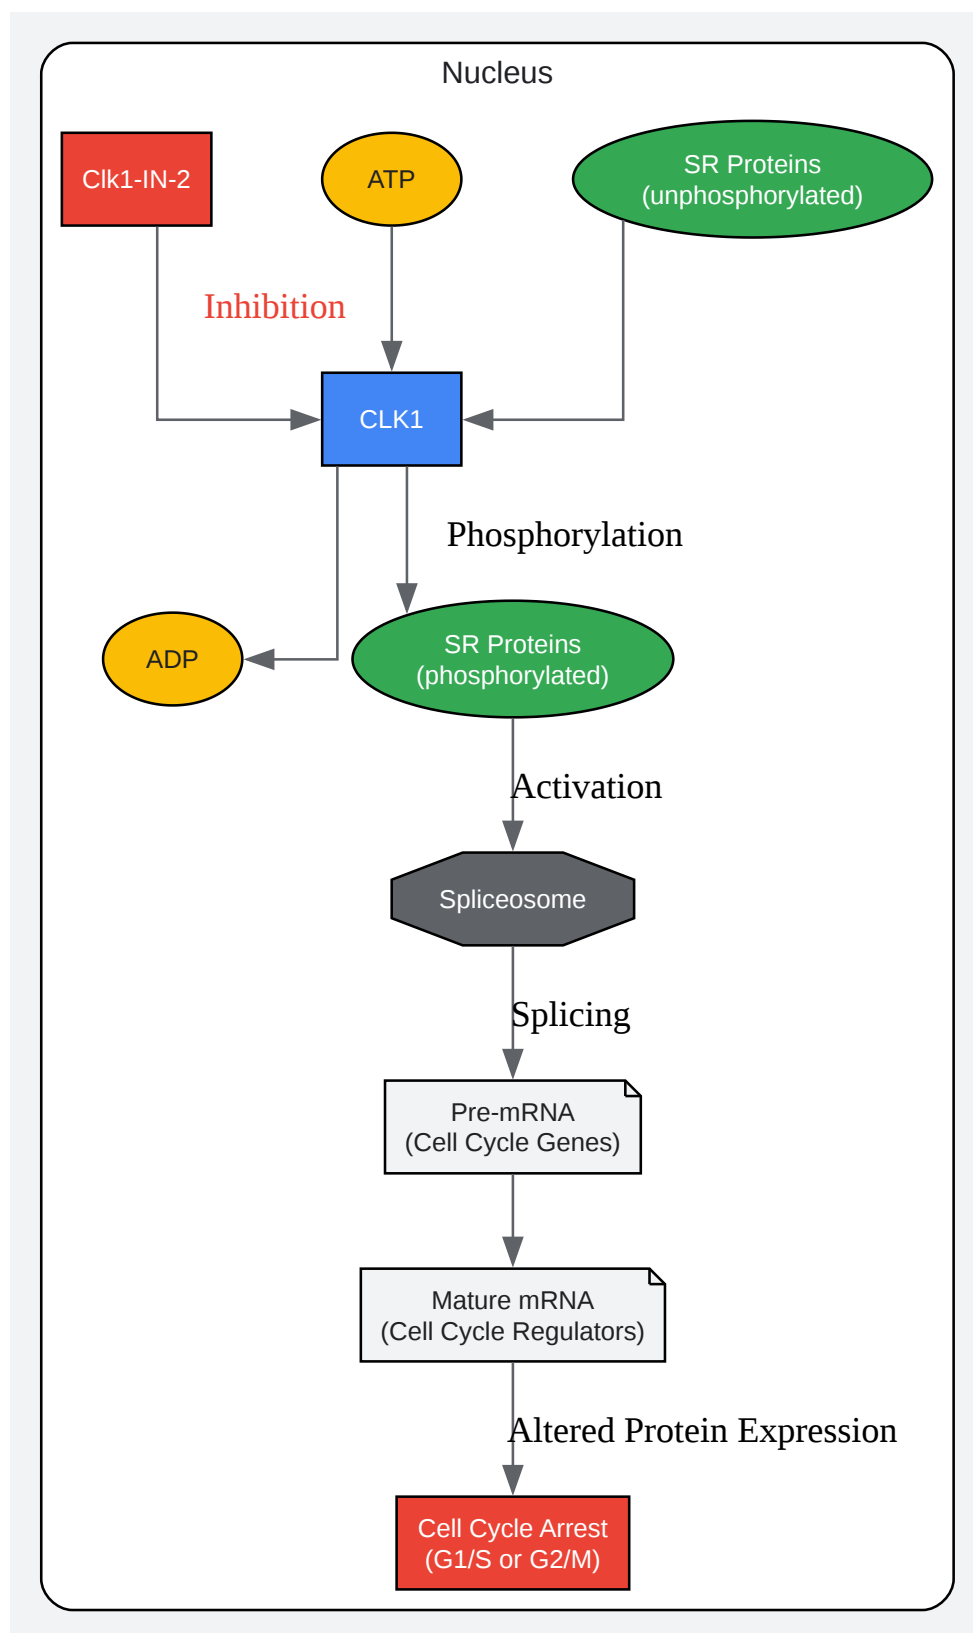 Nucleus
Clk1-IN-2
ATP
SR Proteins
(unphosphorylated)
Inhibition
CLK1
Phosphorylation
ADP
SR Proteins
(phosphorylated)
Activation
Spliceosome
Splicing
Pre-mRNA
(Cell Cycle Genes)
Mature mRNA
(Cell Cycle Regulators)
Altered Protein Expression
Cell Cycle Arrest
(G1/S or G2/M)